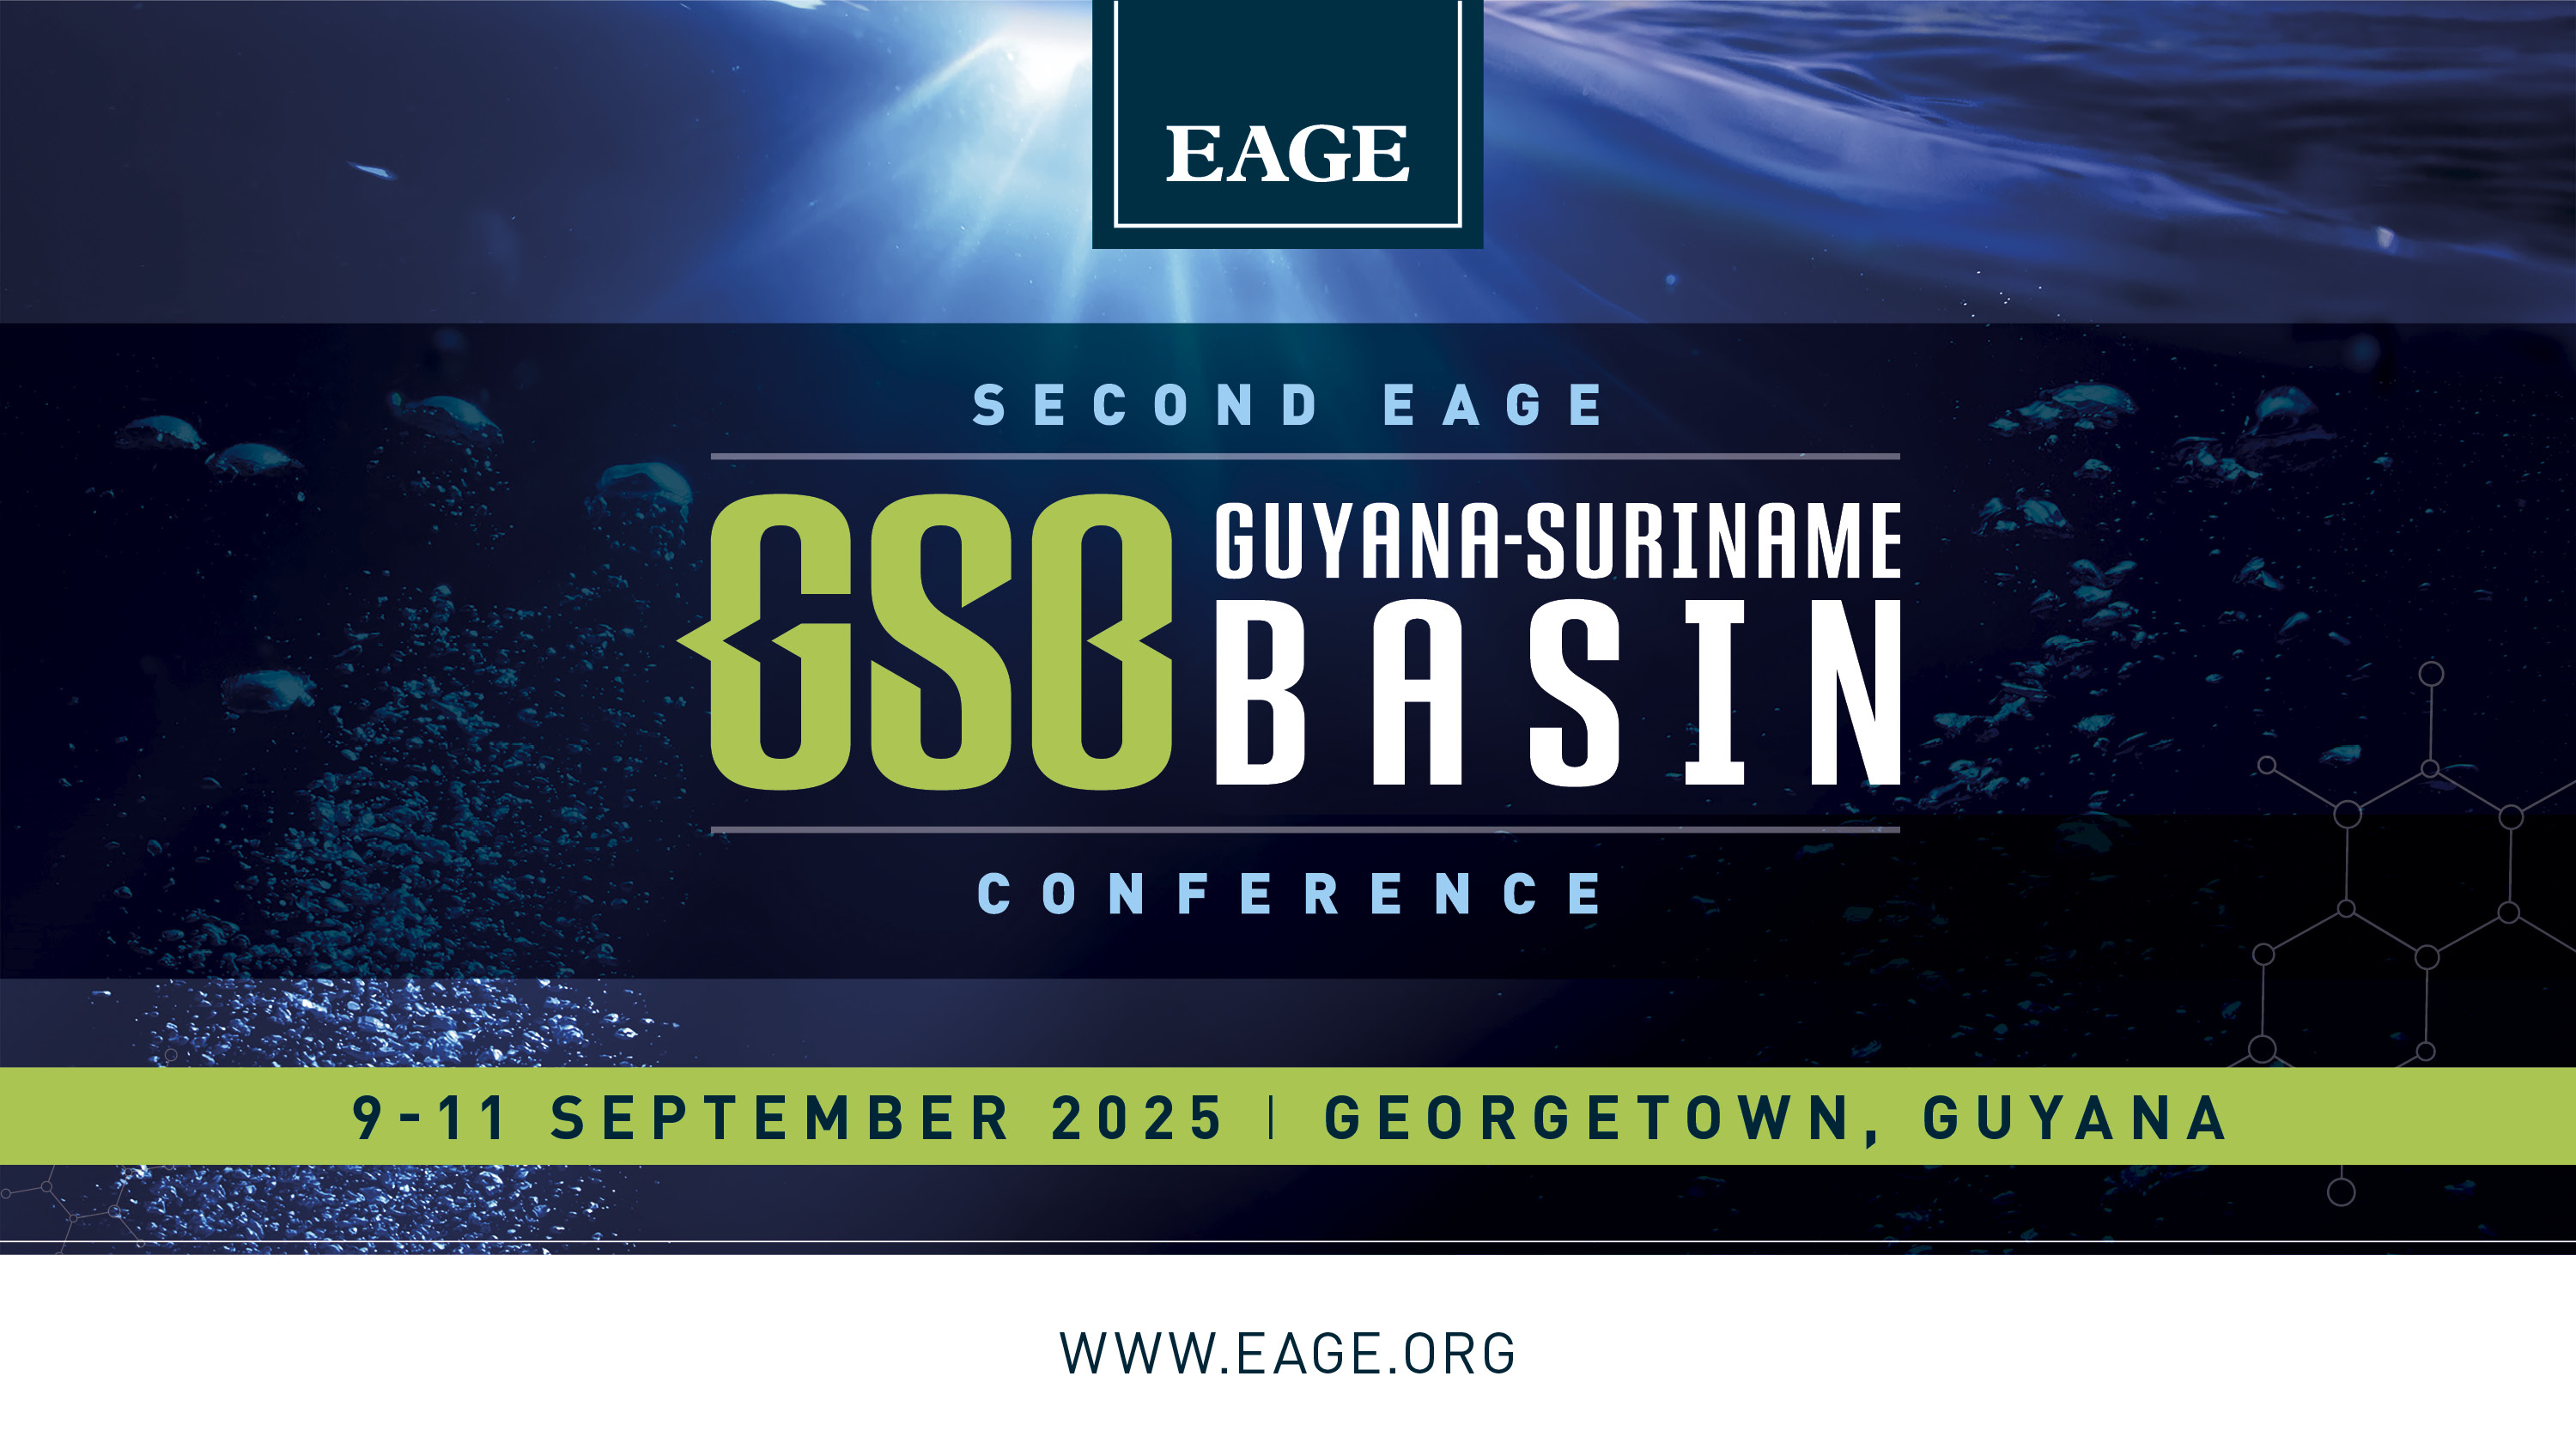 EAGE
SECOND EAGE
GSB
GUYANA-SURINAME
BASIN
CONFERENCE
9-11 SEPTEMBER 2025 | GEORGETOWN, GUYANA
WWW.EAGE.ORG